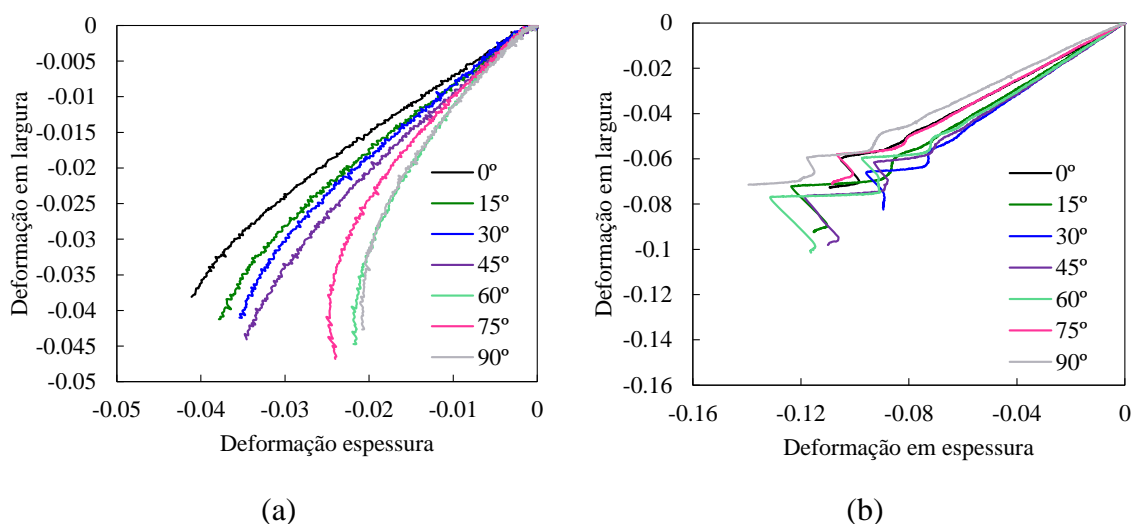 0
-0.005
-0.01
-0.015
-0.02
-0.025
-0.03
-0.035
-0.04
-0.045
-0.05
-0.05
-0.04
-0.03
-0.02
-0.01
0
Deformação em largura
Deformação espessura
0º
15º
30º
45º
60º
75º
90º
(a)
0
-0.02
-0.04
-0.06
-0.08
-0.1
-0.12
-0.14
-0.16
-0.16
-0.12
-0.08
-0.04
0
Deformação em largura
Deformação em espessura
0º
15º
30º
45º
60º
75º
90º
(b)